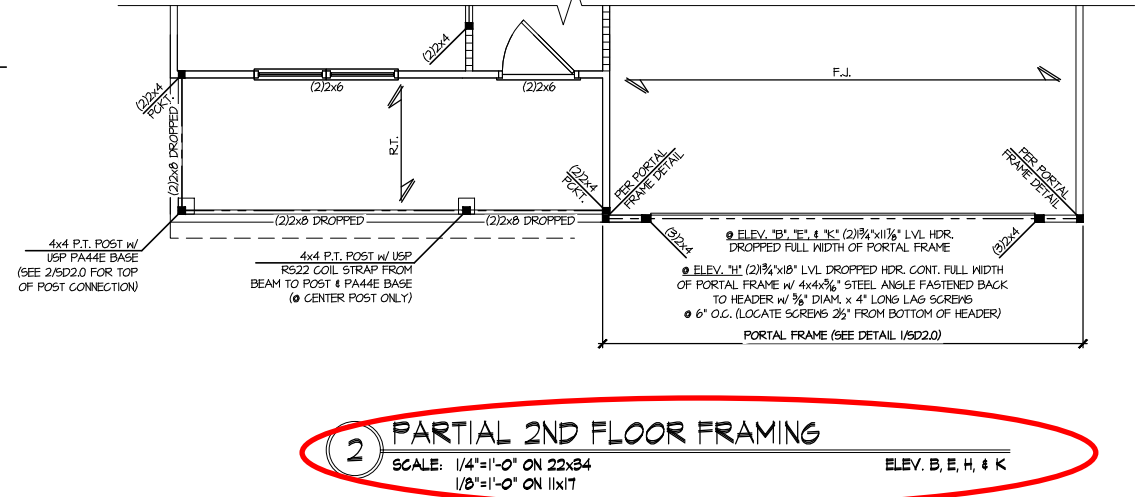 (2)2x4
F.J.
(2)2x6
(2)2x6
(2)2x4
PCKT.
R.T.
(2)2x8 DROPPED
(2)2x4
PCKT.
PER PORTAL
FRAME DETAIL
PER PORTAL
FRAME DETAIL
(2)2x8 DROPPED
(2)2x8 DROPPED
(3)2x4
(3)2x4
4x4 P.T. POST W/
USP PA44E BASE
(SEE 2/SD2.0 FOR TOP
OF POST CONNECTION)
4x4 P.T. POST W/ USP
RS22 COIL STRAP FROM
BEAM TO POST & PA44E BASE
(@ CENTER POST ONLY)
@ ELEV. "B", "E", & "K" (2)1¾"x11⅞" LVL HDR.
DROPPED FULL WIDTH OF PORTAL FRAME
@ ELEV. "H" (2)1¾"x18" LVL DROPPED HDR. CONT. FULL WIDTH
OF PORTAL FRAME W/ 4x4x5/16" STEEL ANGLE FASTENED BACK
TO HEADER W/ ⅝" DIAM. x 4" LONG LAG SCREWS
@ 6" O.C. (LOCATE SCREWS 2½" FROM BOTTOM OF HEADER)
PORTAL FRAME (SEE DETAIL 1/SD2.0)
2
PARTIAL 2ND FLOOR FRAMING
SCALE: 1/4"=1'-0" ON 22x34 ELEV. B, E, H, & K
1/8"=1'-0" ON 11x17